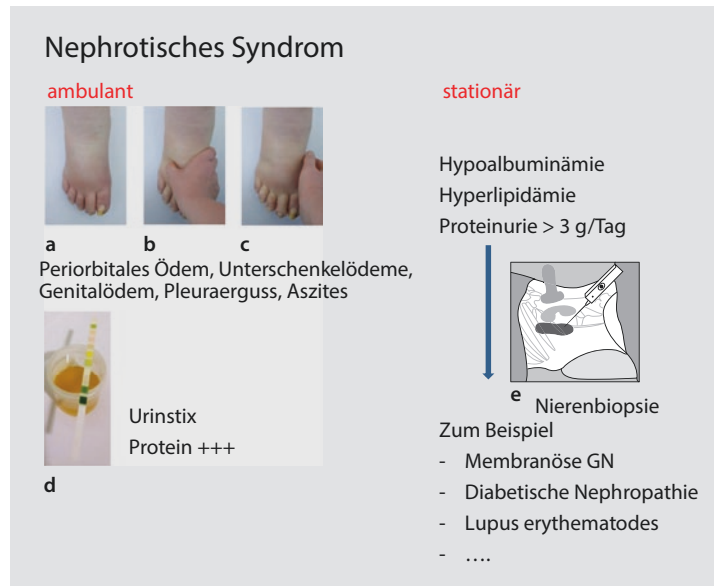 Nephrotisches Syndrom
ambulant
a
b
c
Periorbitales Ödem, Unterschenkelödeme,
Genitalödem, Pleuraerguss, Aszites
Urinstix
Protein +++
d
stationär
Hypoalbuminämie
Hyperlipidämie
Proteinurie > 3 g/Tag
e
Nierenbiopsie
Zum Beispiel
- Membranöse GN
- Diabetische Nephropathie
- Lupus erythematodes
- ....